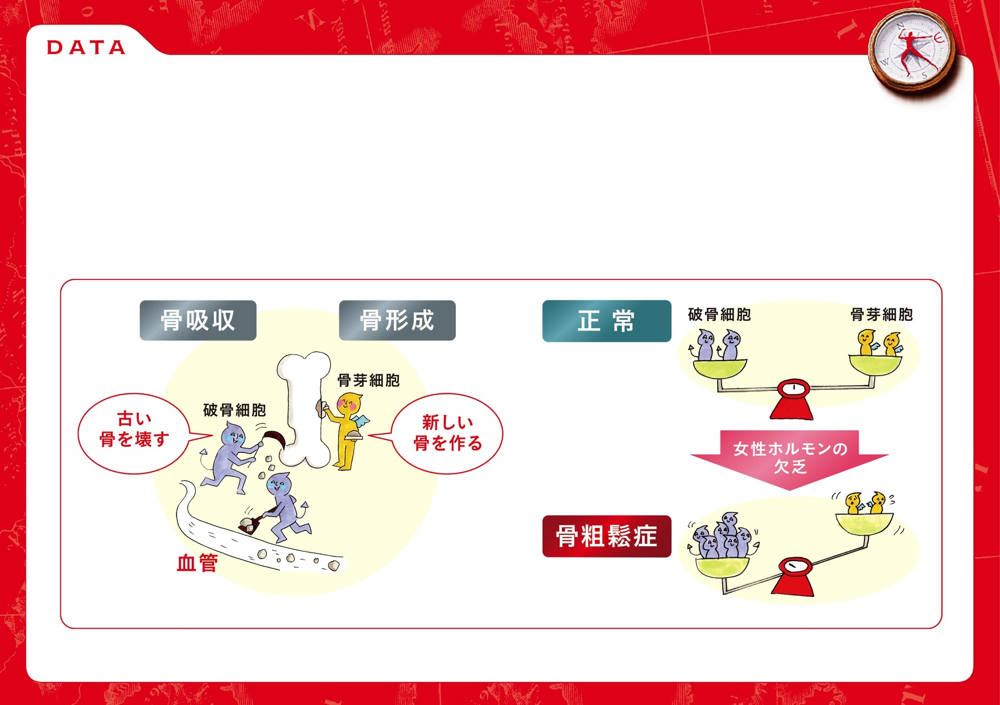 DATA
N
E
W
S
骨吸収
骨形成
骨芽細胞
破骨細胞
古い
骨を壊す
新しい
骨を作る
血管
正常
破骨細胞
骨芽細胞
女性ホルモンの
欠乏
骨粗鬆症